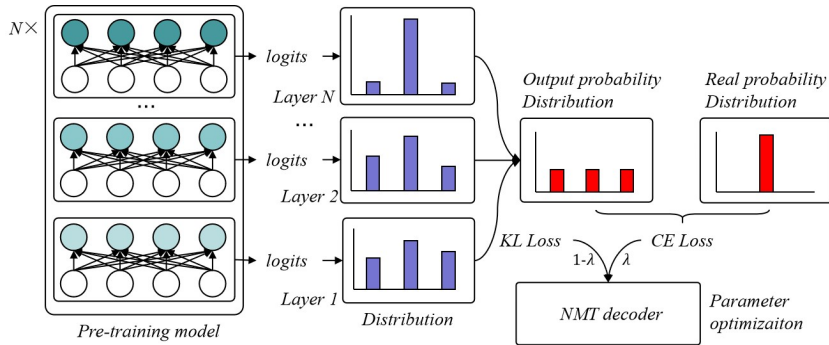 N×
logits
Layer N
...
...
logits
Layer 2
logits
Layer 1
Pre-training model
Distribution
Output probability
Distribution
Real probability
Distribution
KL Loss
CE Loss
1-λ
λ
NMT decoder
Parameter
optimizaiton